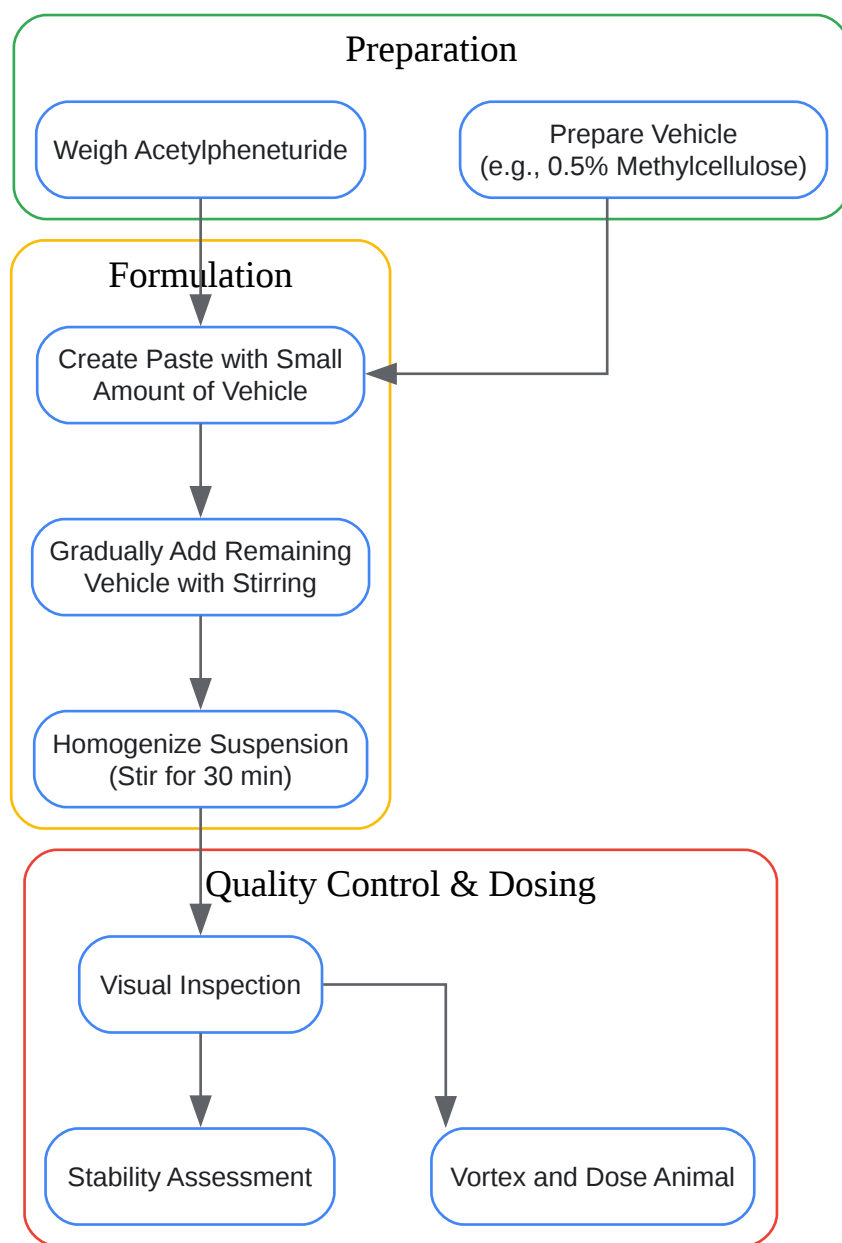 Preparation
Weigh Acetylpheneturide
Prepare Vehicle
(e.g., 0.5% Methylcellulose)
Formulation
Create Paste with Small
Amount of Vehicle
Gradually Add Remaining
Vehicle with Stirring
Homogenize Suspension
(Stir for 30 min)
Quality Control & Dosing
Visual Inspection
Stability Assessment
Vortex and Dose Animal